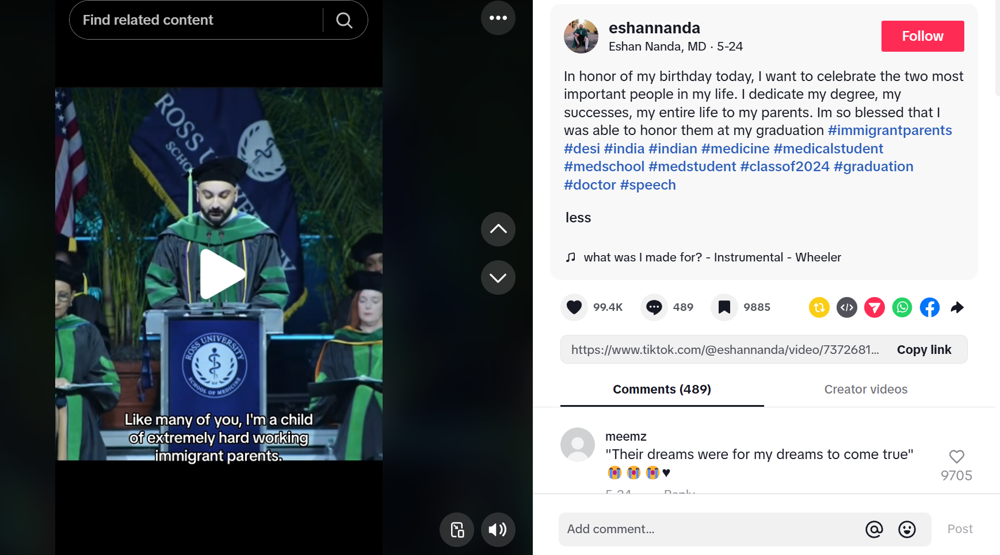 Find related content
ROSS UNIVERSITY
SCHOOL
ROSS UNIVERSITY
SCHOOL OF MEDICINE
Like many of you, I'm a child
of extremely hard working
immigrant parents.
eshannanda
Eshan Nanda, MD · 5-24
Follow
In honor of my birthday today, I want to celebrate the two most
important people in my life. I dedicate my degree, my
successes, my entire life to my parents. Im so blessed that I
was able to honor them at my graduation #immigrantparents
#desi #india #indian #medicine #medicalstudent
#medschool #medstudent #classof2024 #graduation
#doctor #speech
less
what was I made for? - Instrumental - Wheeler
99.4K
489
9885
https://www.tiktok.com/@eshannanda/video/7372681...
Copy link
Comments (489)
Creator videos
meemz
"Their dreams were for my dreams to come true"
😭😭😭♥
9705
5-24 Reply
Add comment...
Post